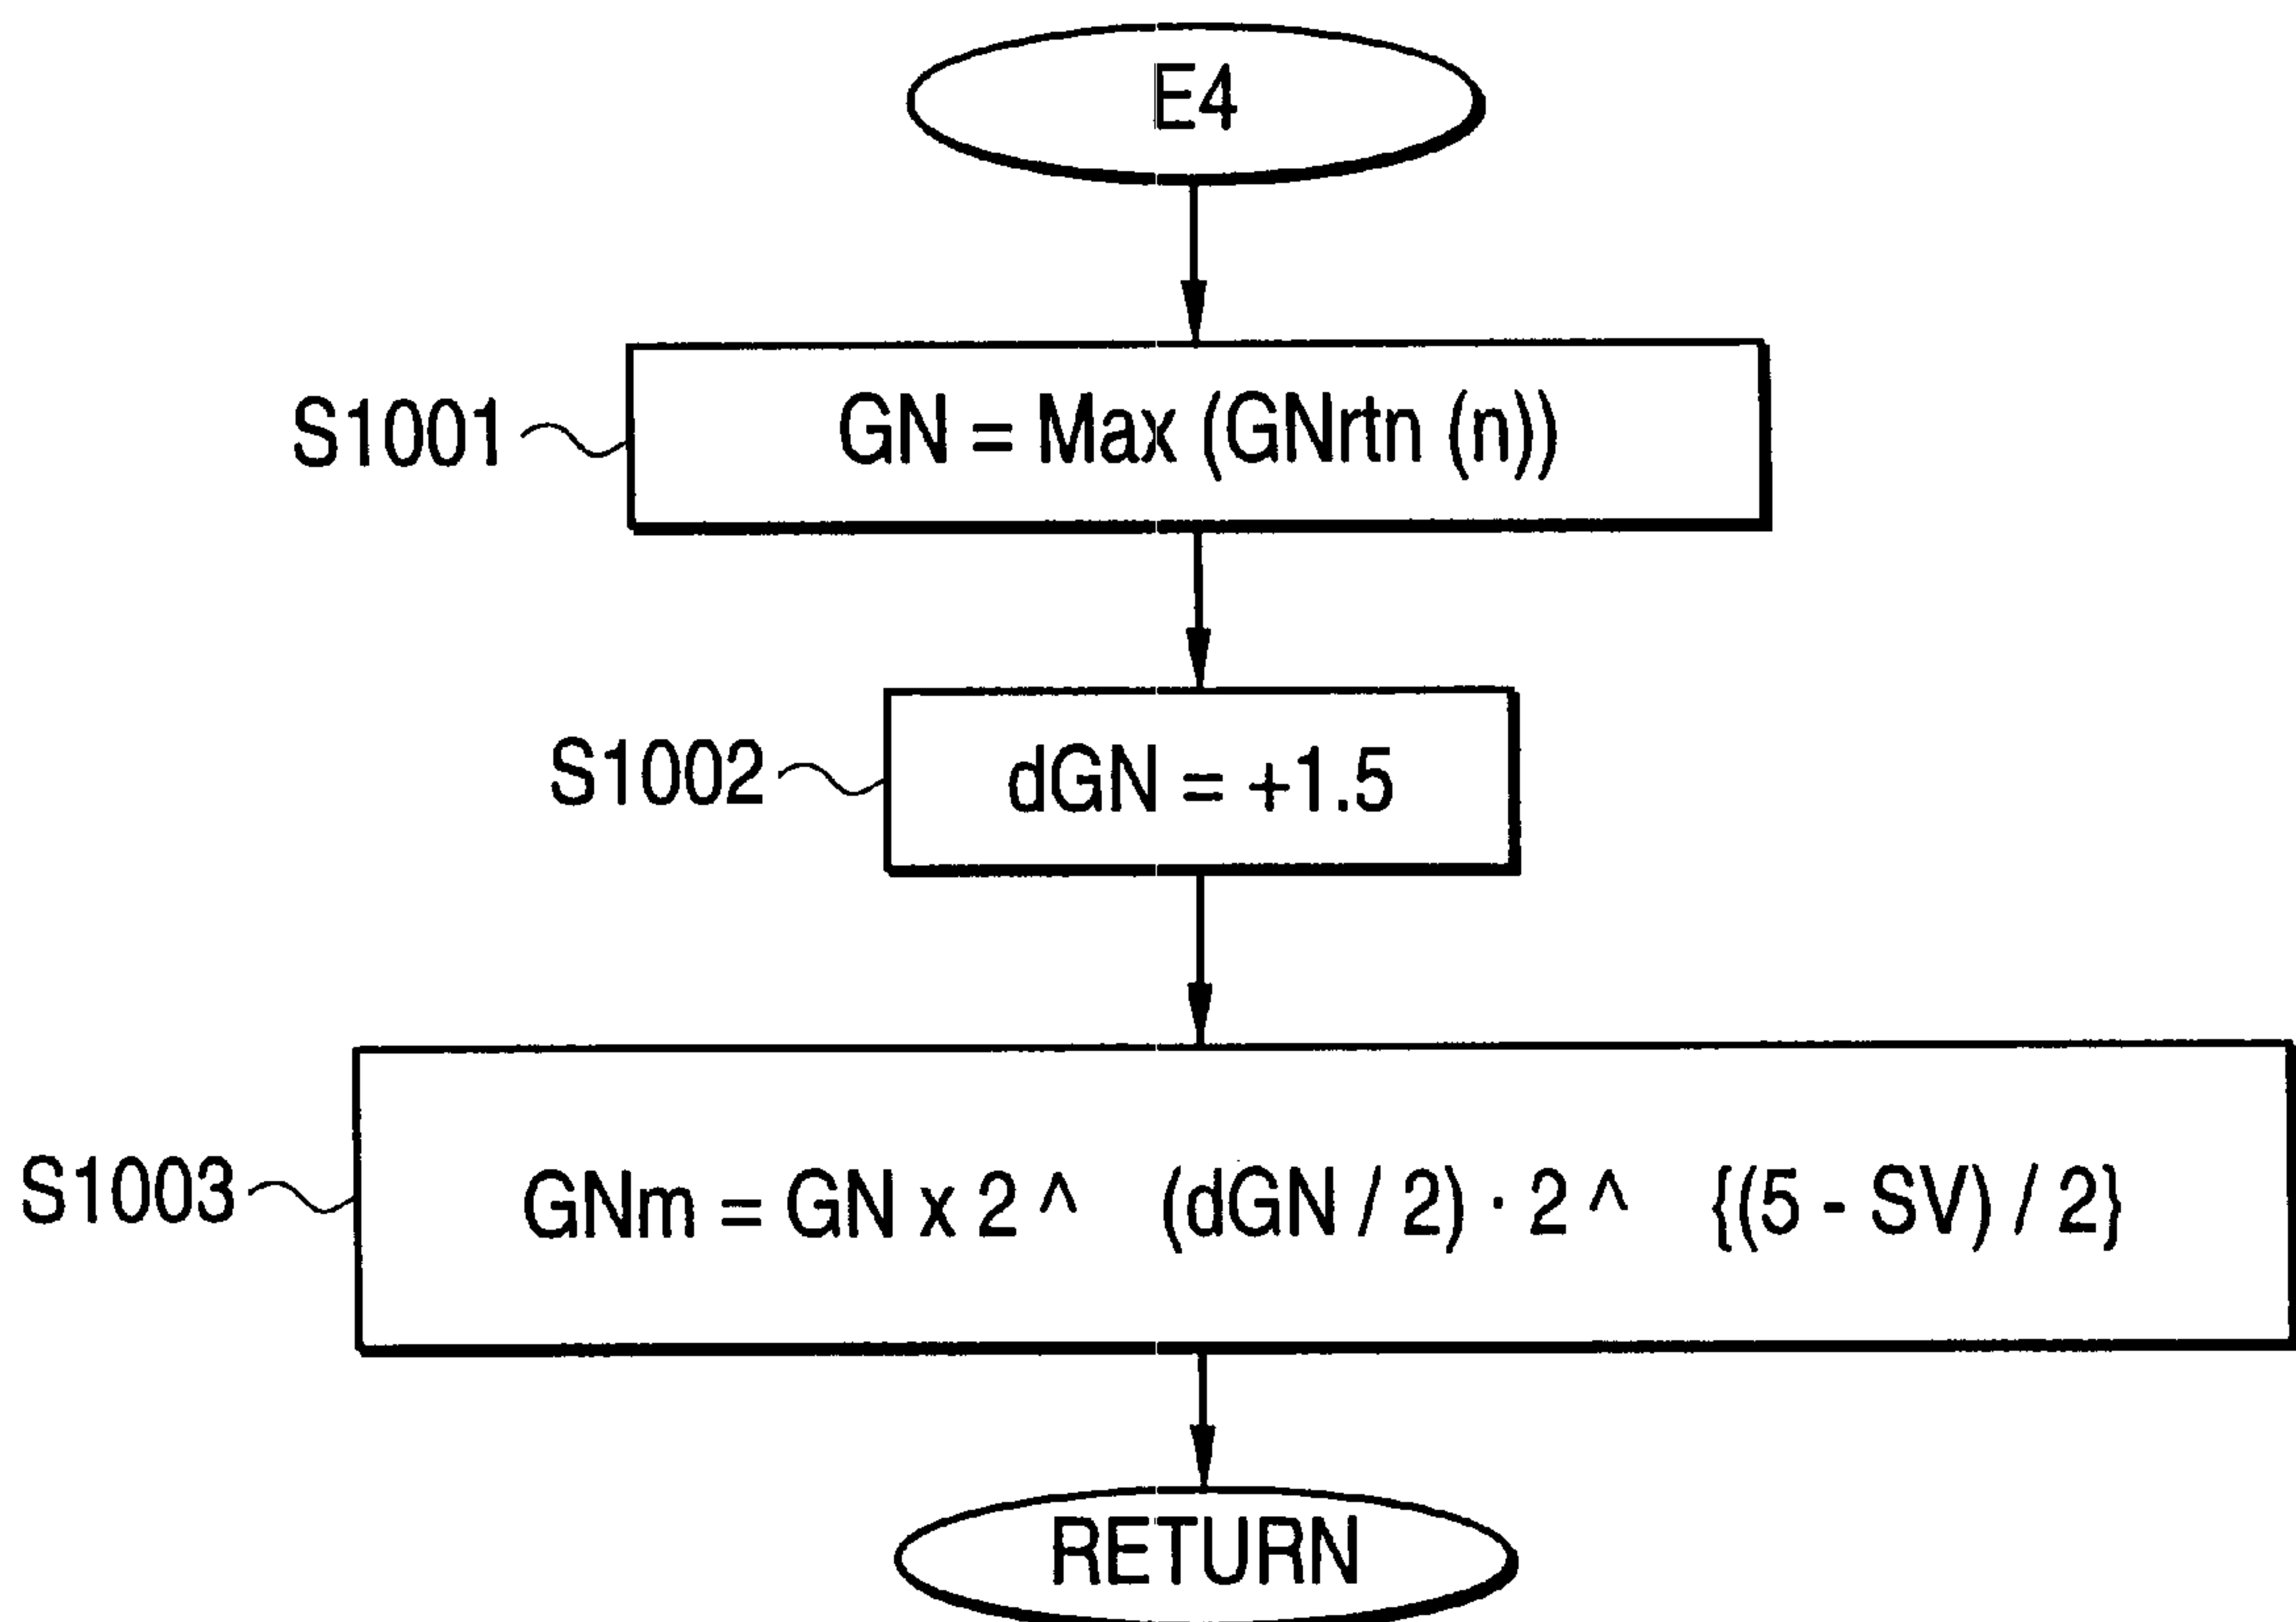 E4
S1001 GN = Max (GNrtn (n))
S1002 dGN = +1.5
S1003 GNm = GN x 2 ^ (dGN / 2) · 2 ^ {(5 - SV) / 2}
RETURN